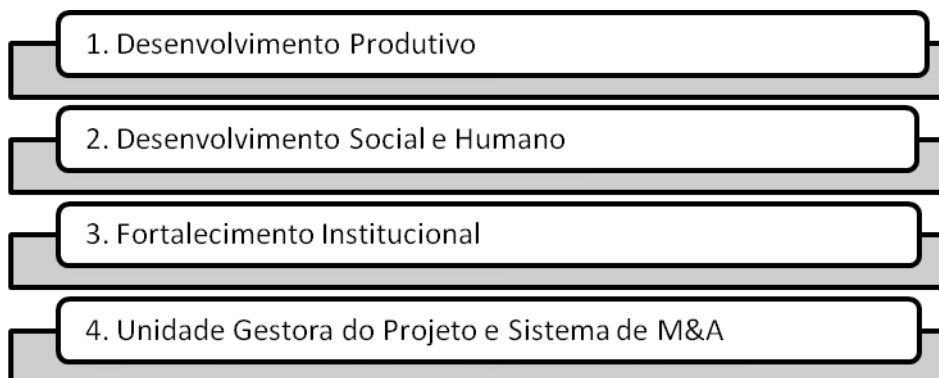 1. Desenvolvimento Produtivo
2. Desenvolvimento Social e Humano
3. Fortalecimento Institucional
4. Unidade Gestora do Projeto e Sistema de M&A